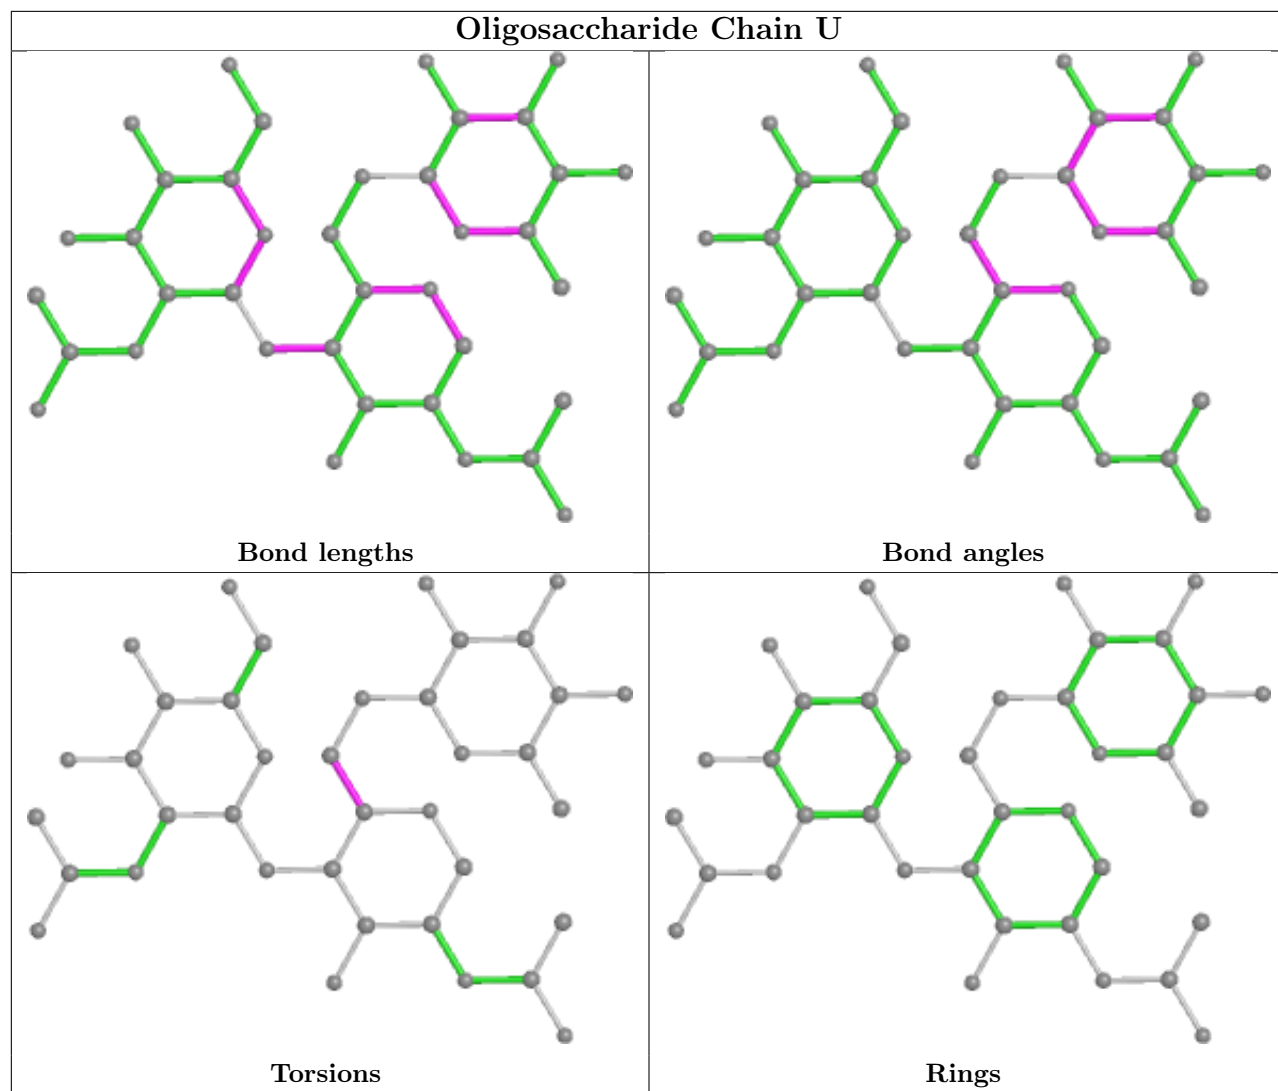 Oligosaccharide Chain U
Bond lengths
Bond angles
Torsions
Rings